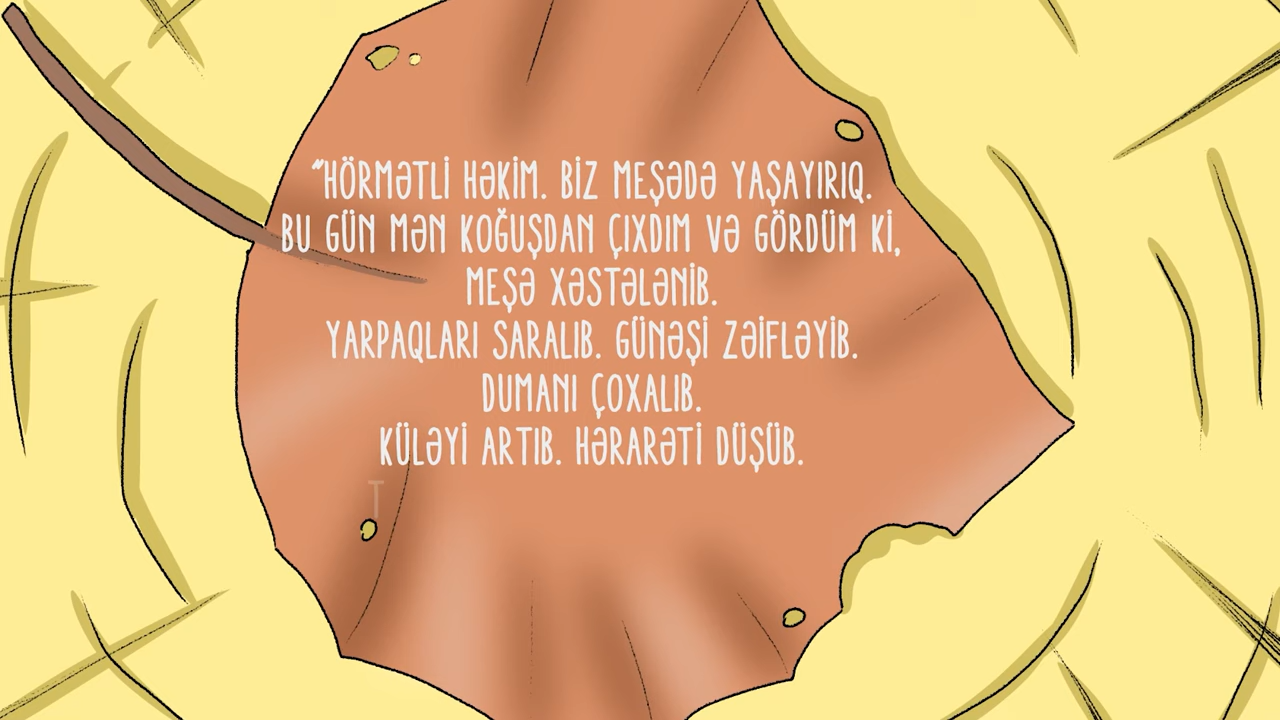 “HÖRMƏTLİ HƏKİM. BİZ MEŞƏDƏ YAŞAYIRIQ.
BU GÜN MƏN KOĞUŞDAN ÇIXDIM VƏ GÖRDÜM Kİ,
MEŞƏ XƏSTƏLƏNİB.
YARPAQLARI SARALIB. GÜNƏŞİ ZƏİFLƏYİB.
DUMANI ÇOXALIB.
KÜLƏYİ ARTIB. HƏRARƏTİ DÜŞÜB.
T